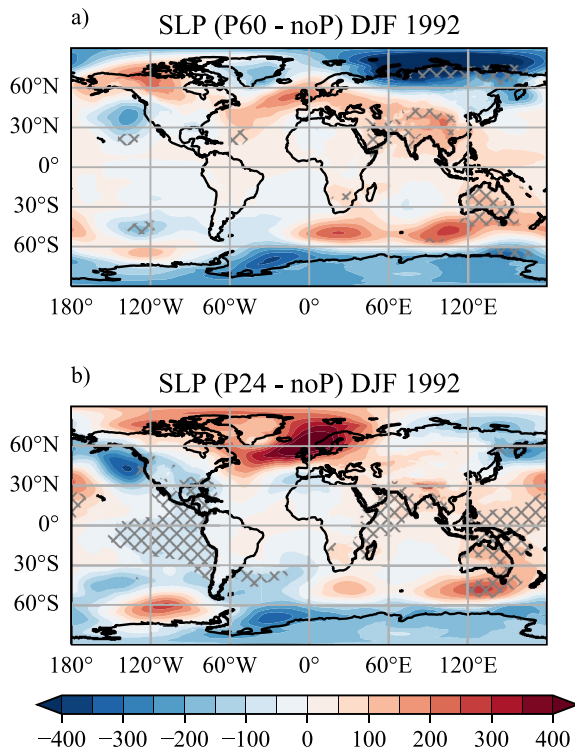 a)
SLP (P60 - noP) DJF 1992
60°N
30°N
0°
30°S
60°S
180° 120°W 60°W 0° 60°E 120°E
b)
SLP (P24 - noP) DJF 1992
60°N
30°N
0°
30°S
60°S
180° 120°W 60°W 0° 60°E 120°E
−400 −300 −200 −100 0 100 200 300 400